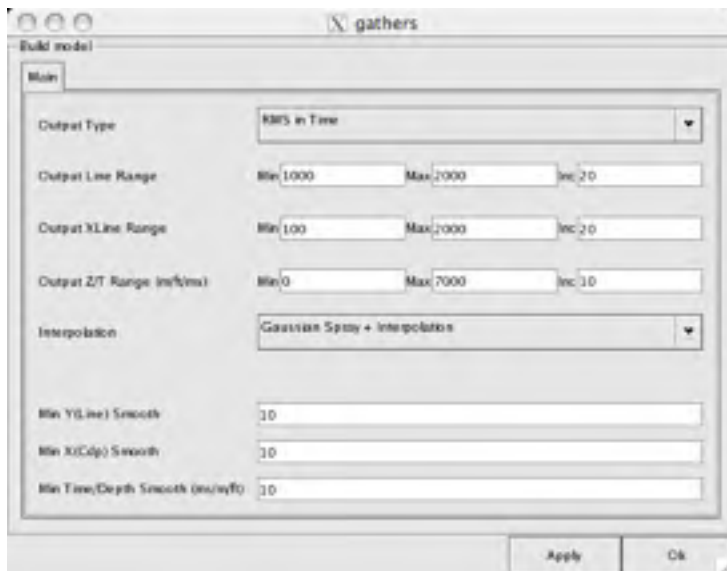 gathers
Build model
Main
Output Type RMS in Time
Output Line Range Min 1000 Max 2000 Inc 20
Output XLine Range Min 100 Max 2000 Inc 20
Output Z/T Range (m/ft/ms) Min 0 Max 7000 Inc 10
Interpolation Gaussian Spray + Interpolation
Min Y(Line) Smooth 10
Min X(Cdp) Smooth 10
Min Time/Depth Smooth (ms/m/ft) 10
Apply Ok